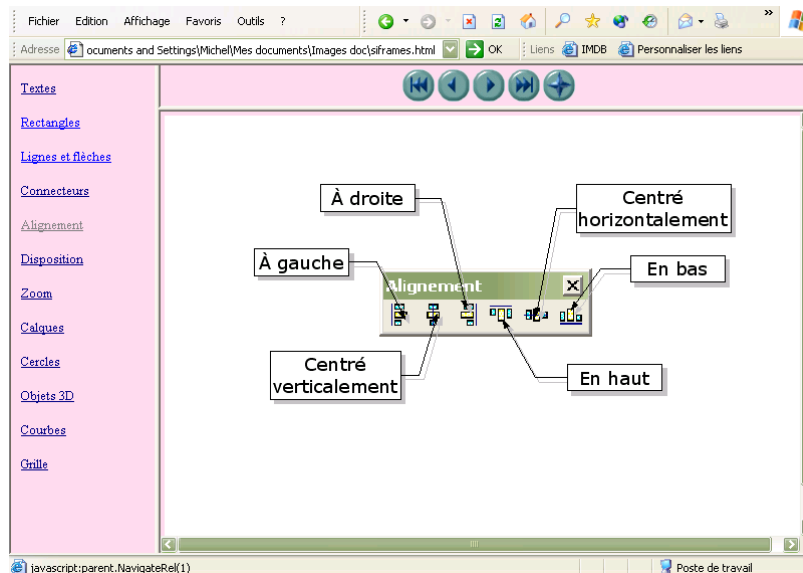 Fichier Edition Affichage Favoris Outils ?
»
Adresse ocuments and Settings\Michel\Mes documents\Images doc\siframes.html OK Liens IMDB Personnaliser les liens
Textes
Rectangles
Lignes et flèches
Connecteurs
Alignement
Disposition
Zoom
Calques
Cercles
Objets 3D
Courbes
Grille
À droite
Centré
horizontalement
À gauche
En bas
Alignement
Centré
verticalement
En haut
javascript:parent.NavigateRel(1)
Poste de travail